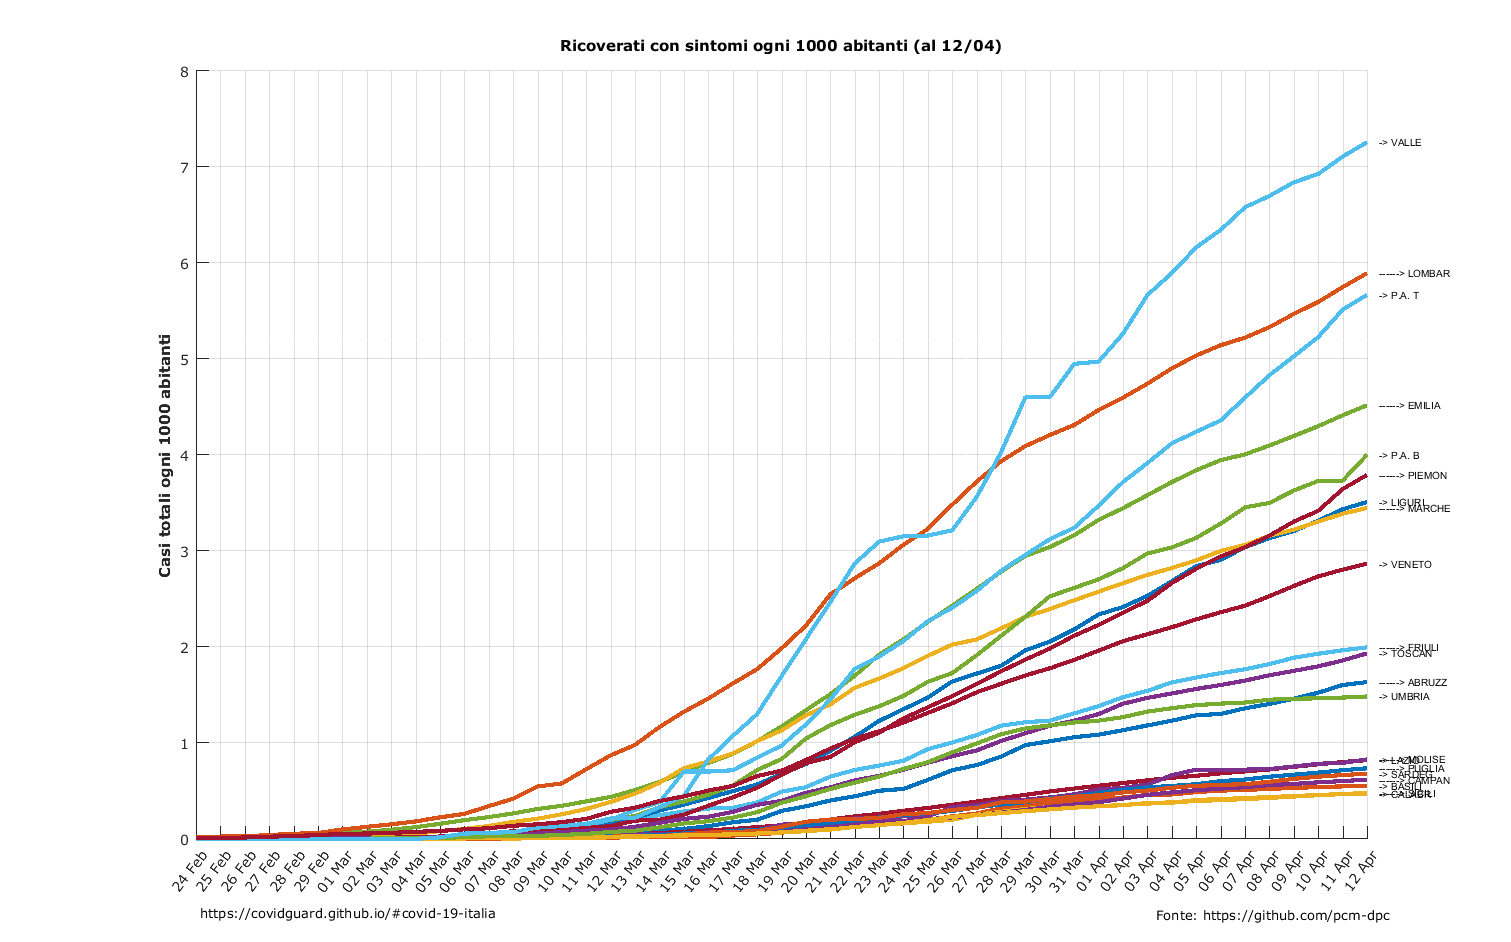 Ricoverati con sintomi ogni 1000 abitanti (al 12/04)
Casi totali ogni 1000 abitanti
8
7
6
5
4
3
2
1
0
-> VALLE
------> LOMBAR
-> P.A. T
------> EMILIA
-> P.A. B
------> PIEMON
-> LIGURI
------> MARCHE
-> VENETO
------> FRIULI
-> TOSCAN
------> ABRUZZ
-> UMBRIA
------> MOLISE
-> LAZIO
------> PUGLIA
-> SARDEG
------> CAMPAN
-> BASILI
24 Feb
25 Feb
26 Feb
27 Feb
28 Feb
29 Feb
01 Mar
02 Mar
03 Mar
04 Mar
05 Mar
06 Mar
07 Mar
08 Mar
09 Mar
10 Mar
11 Mar
12 Mar
13 Mar
14 Mar
15 Mar
16 Mar
17 Mar
18 Mar
19 Mar
20 Mar
21 Mar
22 Mar
23 Mar
24 Mar
25 Mar
26 Mar
27 Mar
28 Mar
29 Mar
30 Mar
31 Mar
01 Apr
02 Apr
03 Apr
04 Apr
05 Apr
06 Apr
07 Apr
08 Apr
09 Apr
10 Apr
11 Apr
12 Apr
https://covidguard.github.io/#covid-19-italia
Fonte: https://github.com/pcm-dpc